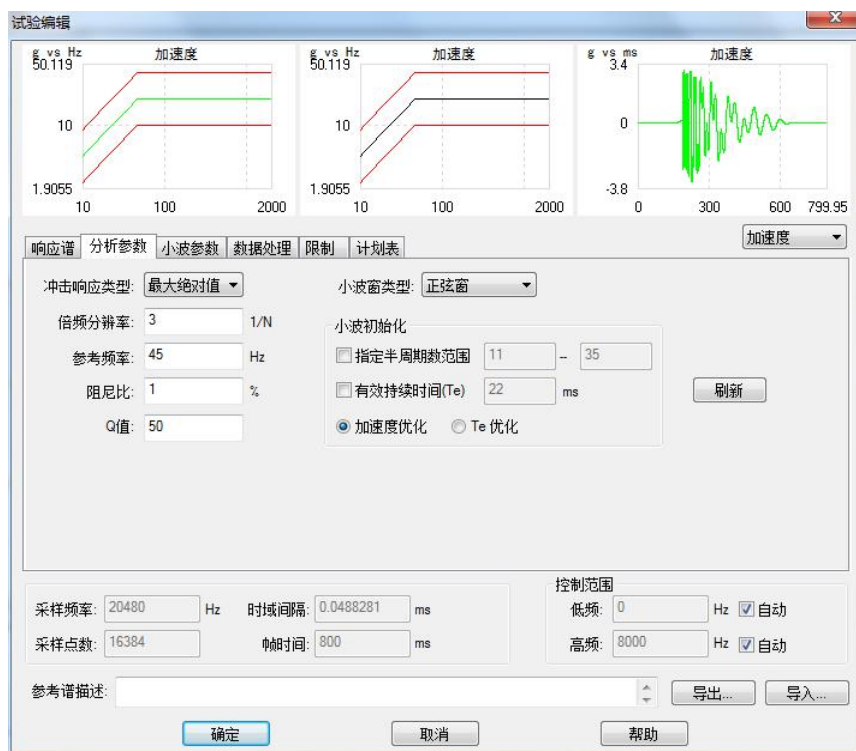 试验编辑
g vs Hz 加速度
50.119
10
1.9055
10 100 2000
g vs Hz 加速度
50.119
10
1.9055
10 100 2000
g vs ms 加速度
3.4
0
-3.8
0 300 600 799.95
响应谱 分析参数 小波参数 数据处理 限制 计划表
加速度
冲击响应类型: 最大绝对值
倍频分辨率: 3 1/N
参考频率: 45 Hz
阻尼比: 1 %
Q值: 50
小波窗类型: 正弦窗
小波初始化
指定半周期数范围 11 – 35
有效持续时间(Te) 22 ms
加速度优化 Te 优化
刷新
采样频率: 20480 Hz 时域间隔: 0.0488281 ms
采样点数: 16384 帧时间: 800 ms
控制范围
低频: 0 Hz 自动
高频: 8000 Hz 自动
参考谱描述: 导出... 导入...
确定 取消 帮助